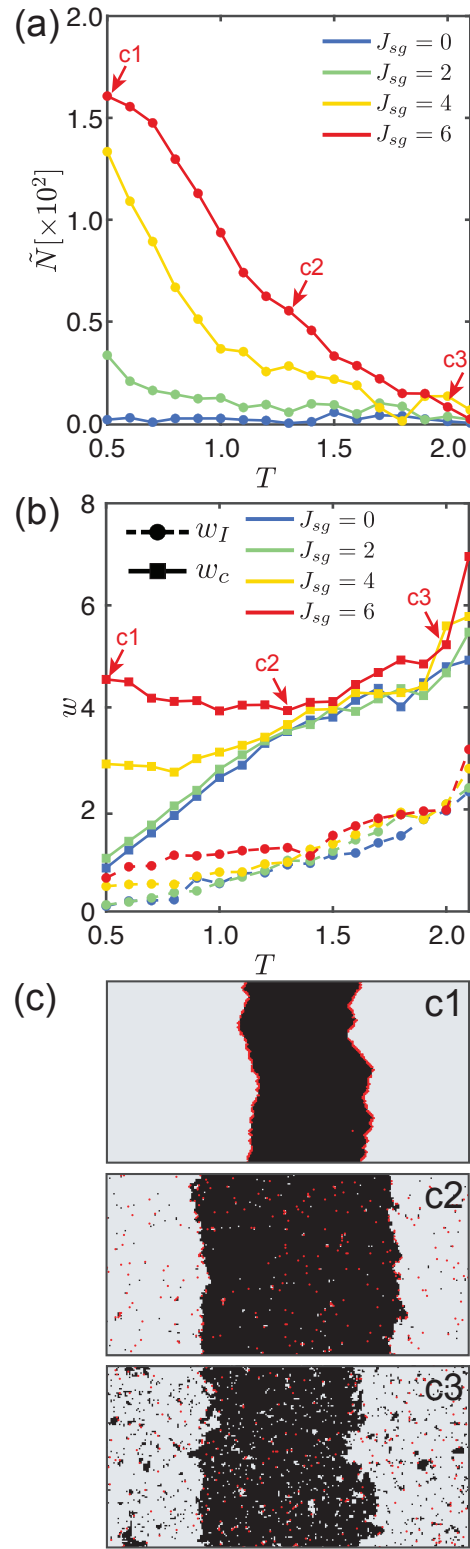 (a)
2.0
1.5
1.0
0.5
0.0
Ñ[×10²]
c1
c2
c3
J_sg = 0
J_sg = 2
J_sg = 4
J_sg = 6
0.5 1.0 1.5 2.0
T
(b)
8
6
4
2
0
w
w_I
w_c
J_sg = 0
J_sg = 2
J_sg = 4
J_sg = 6
c1
c2
c3
0.5 1.0 1.5 2.0
T
(c)
c1
c2
c3